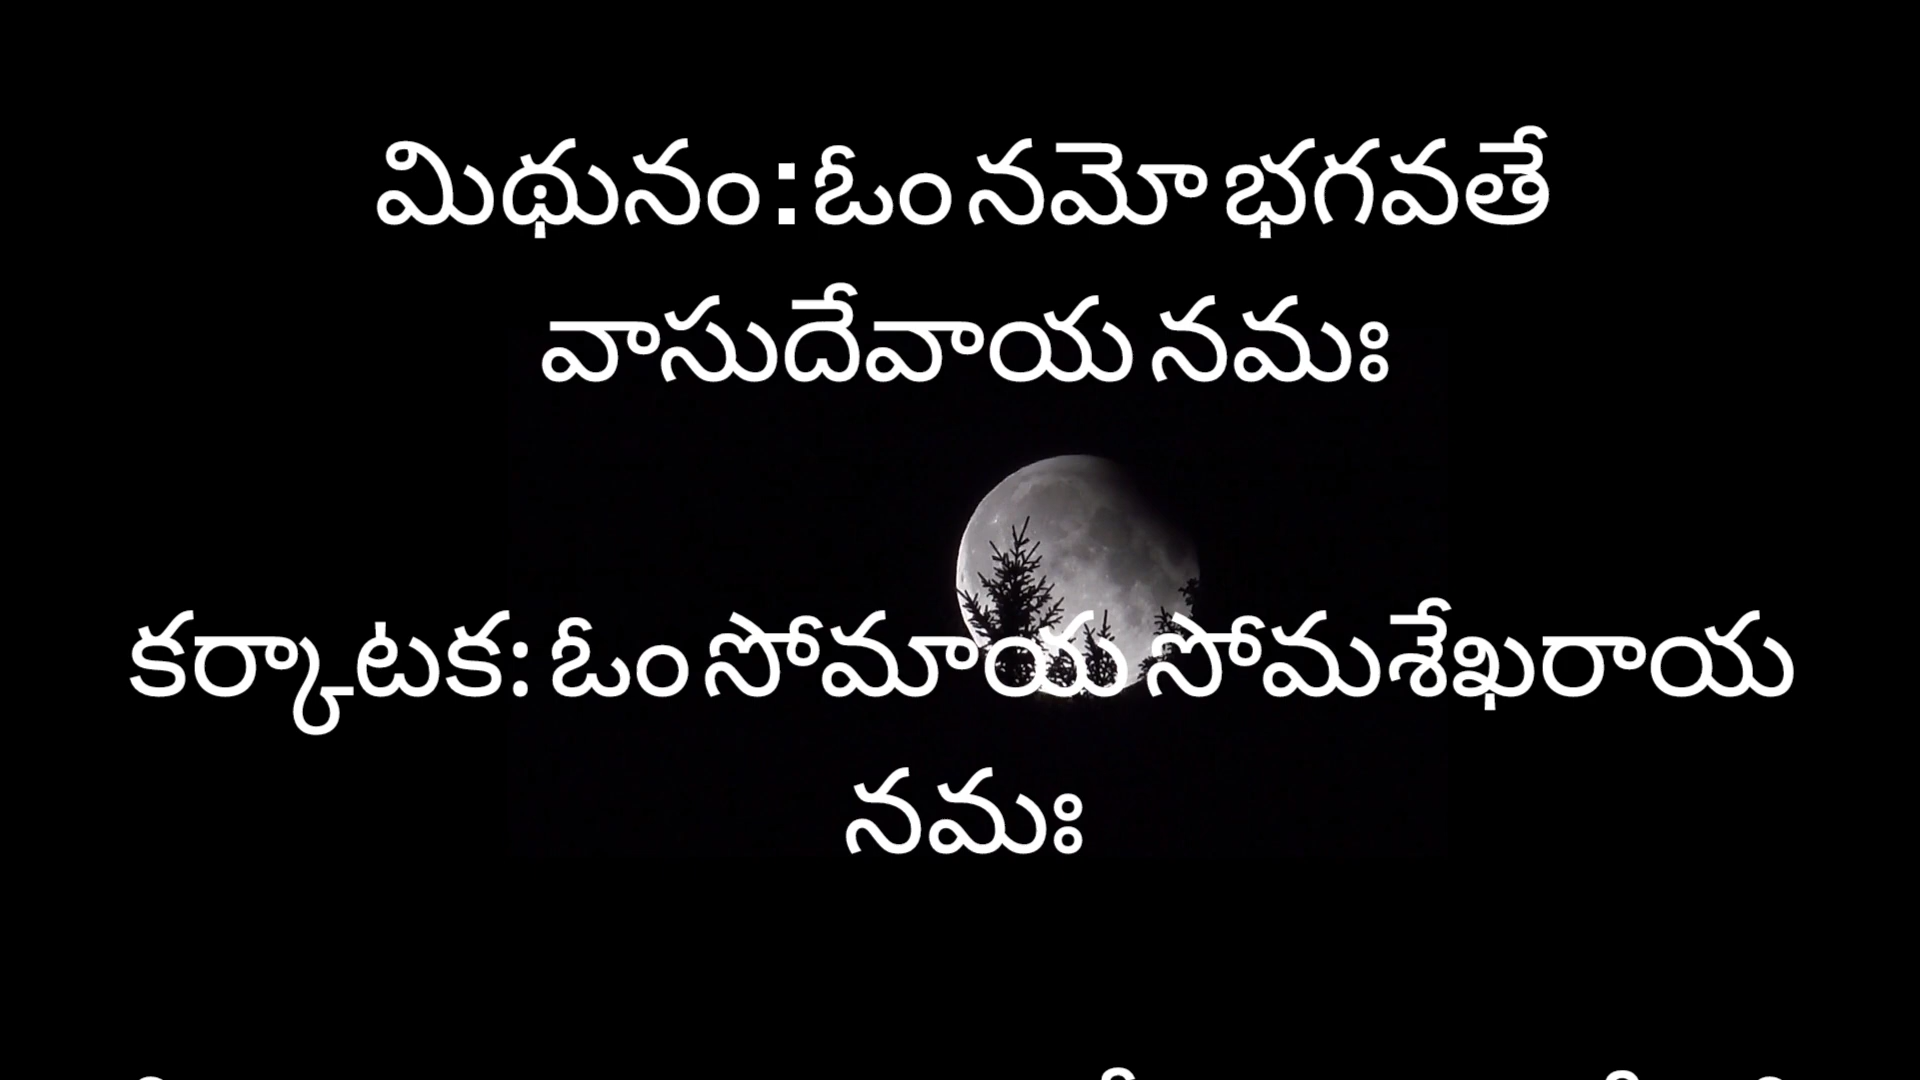 మిథునం : ఓం నమో భగవతే
వాసుదేవాయ నమః
కర్కాటక: ఓం సోమాయ సోమశేఖరాయ
నమః